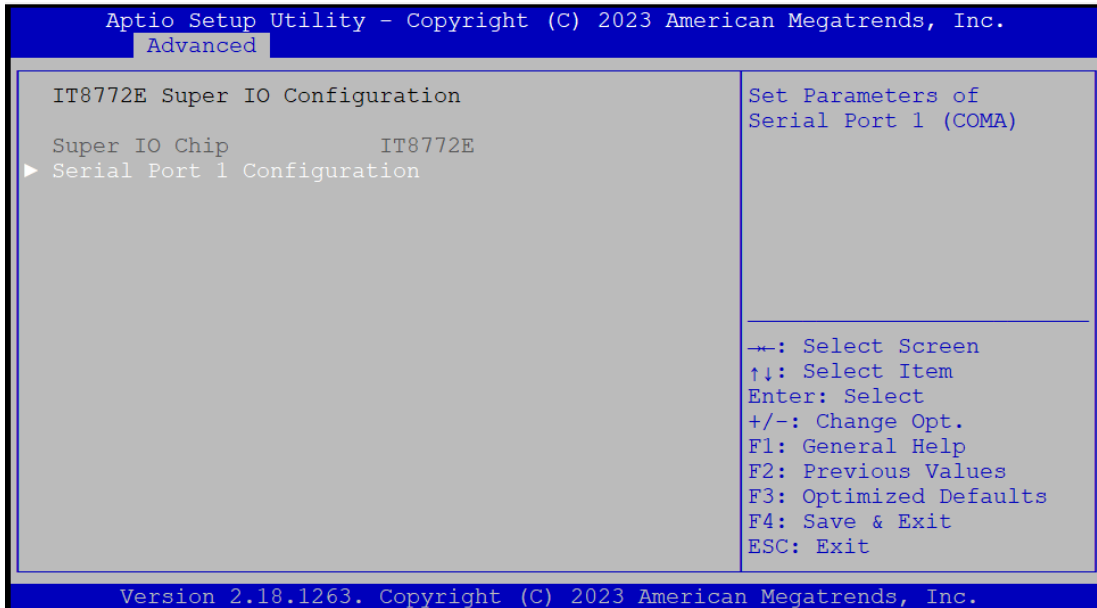 Aptio Setup Utility – Copyright (C) 2023 American Megatrends, Inc.
Advanced
IT8772E Super IO Configuration
Super IO Chip IT8772E
► Serial Port 1 Configuration
Set Parameters of
Serial Port 1 (COMA)
→←: Select Screen
↑↓: Select Item
Enter: Select
+/-: Change Opt.
F1: General Help
F2: Previous Values
F3: Optimized Defaults
F4: Save & Exit
ESC: Exit
Version 2.18.1263. Copyright (C) 2023 American Megatrends, Inc.